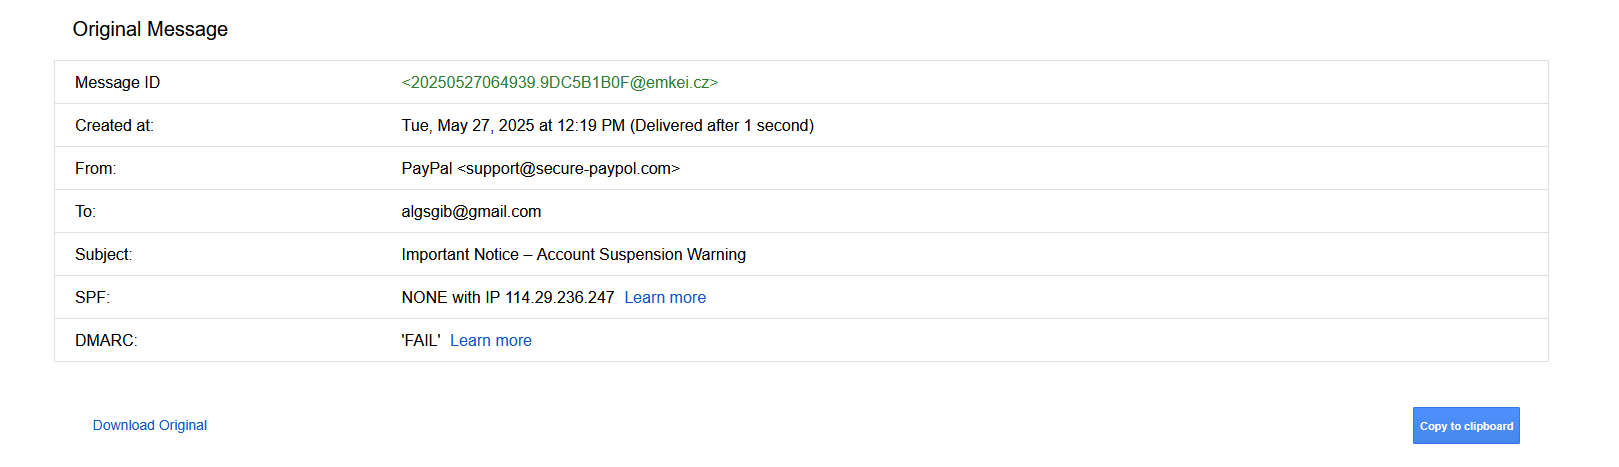 Original Message
Message ID <20250527064939.9DC5B1B0F@emkei.cz>
Created at: Tue, May 27, 2025 at 12:19 PM (Delivered after 1 second)
From: PayPal <support@secure-paypol.com>
To: algsgib@gmail.com
Subject: Important Notice – Account Suspension Warning
SPF: NONE with IP 114.29.236.247 Learn more
DMARC: 'FAIL' Learn more
Download Original Copy to clipboard